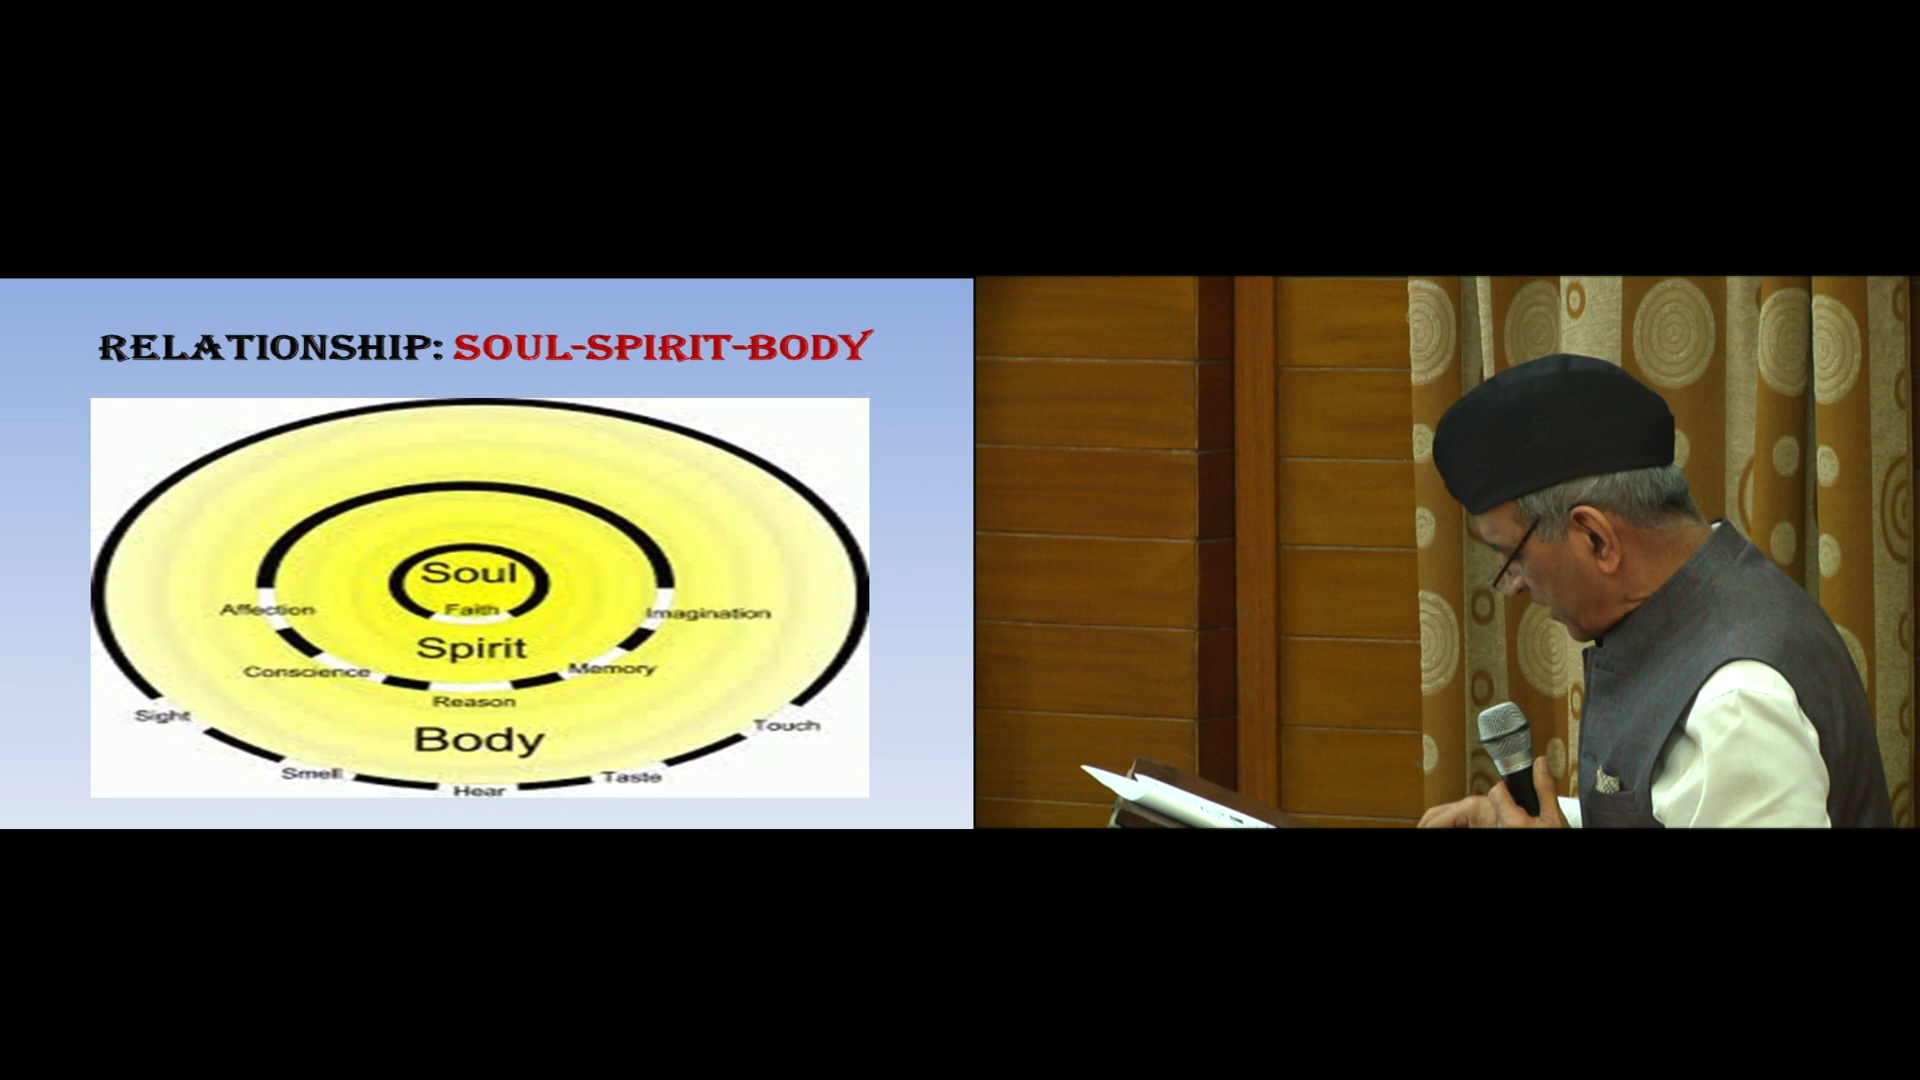 RELATIONSHIP: SOUL-SPIRIT-BODY
Soul
Faith
Affection
Imagination
Spirit
Conscience
Memory
Reason
Sight
Touch
Body
Smell
Taste
Hear